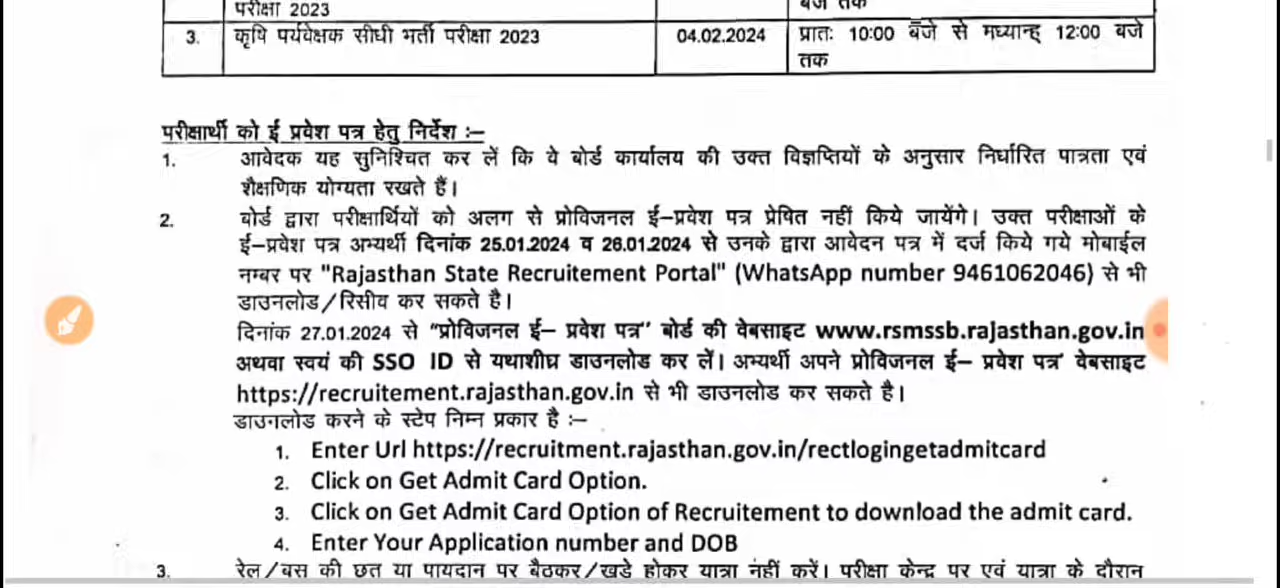 परीक्षा 2023
बजे तक
3. कृषि पर्यवेक्षक सीधी भर्ती परीक्षा 2023 04.02.2024 प्रातः 10:00 बजे से मध्यान्ह् 12:00 बजे
तक
परीक्षार्थी को ई प्रवेश पत्र हेतु निर्देश :–
1. आवेदक यह सुनिश्चित कर लें कि वे बोर्ड कार्यालय की उक्त विज्ञप्तियों के अनुसार निर्धारित पात्रता एवं
शैक्षणिक योग्यता रखते हैं।
2. बोर्ड द्वारा परीक्षार्थियों को अलग से प्रोविजनल ई–प्रवेश पत्र प्रेषित नहीं किये जायेंगे। उक्त परीक्षाओं के
ई–प्रवेश पत्र अभ्यर्थी दिनांक 25.01.2024 व 26.01.2024 से उनके द्वारा आवेदन पत्र में दर्ज किये गये मोबाईल
नम्बर पर "Rajasthan State Recruitement Portal" (WhatsApp number 9461062046) से भी
डाउनलोड/रिसीव कर सकते है।
दिनांक 27.01.2024 से "प्रोविजनल ई– प्रवेश पत्र" बोर्ड की वेबसाइट www.rsmssb.rajasthan.gov.in
अथवा स्वयं की SSO ID से यथाशीघ्र डाउनलोड कर लें। अभ्यर्थी अपने प्रोविजनल ई– प्रवेश पत्र' वेबसाइट
https://recruitement.rajasthan.gov.in से भी डाउनलोड कर सकते है।
डाउनलोड करने के स्टेप निम्न प्रकार है :–
1. Enter Url https://recruitment.rajasthan.gov.in/rectlogingetadmitcard
2. Click on Get Admit Card Option.
3. Click on Get Admit Card Option of Recruitement to download the admit card.
4. Enter Your Application number and DOB
3. रेल/बस की छत या पायदान पर बैठकर/खडे होकर यात्रा नहीं करें। परीक्षा केन्द्र पर एवं यात्रा के दौरान